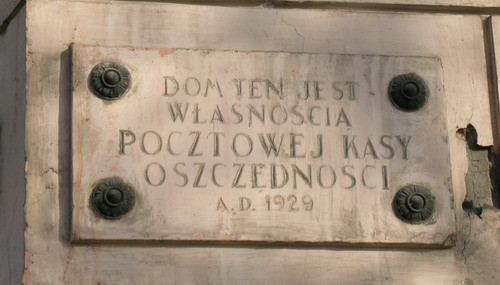 DOM TEN JEST
WŁASNOŚCIĄ
POCZTOWEJ KASY
OSZCZĘDNOŚCI
A.D. 1929